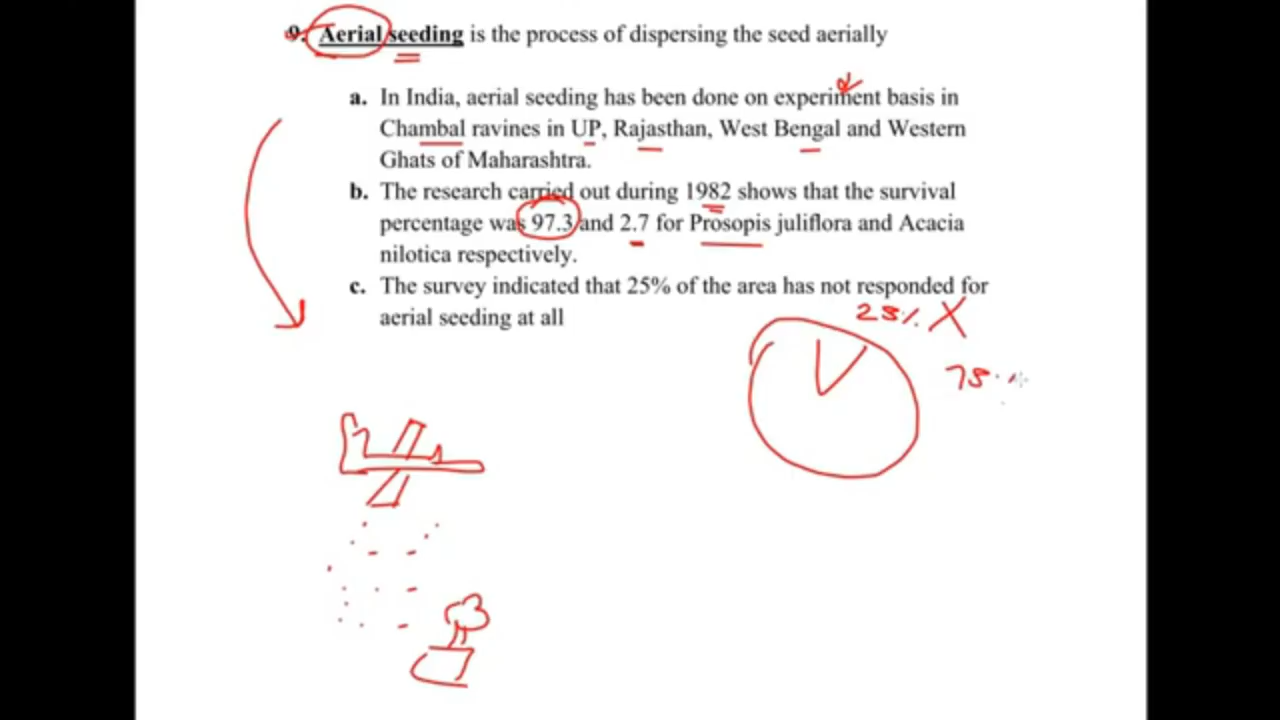 9. Aerial seeding is the process of dispersing the seed aerially
a. In India, aerial seeding has been done on experiment basis in
Chambal ravines in UP, Rajasthan, West Bengal and Western
Ghats of Maharashtra.
b. The research carried out during 1982 shows that the survival
percentage was 97.3 and 2.7 for Prosopis juliflora and Acacia
nilotica respectively.
c. The survey indicated that 25% of the area has not responded for
aerial seeding at all
25% X
75